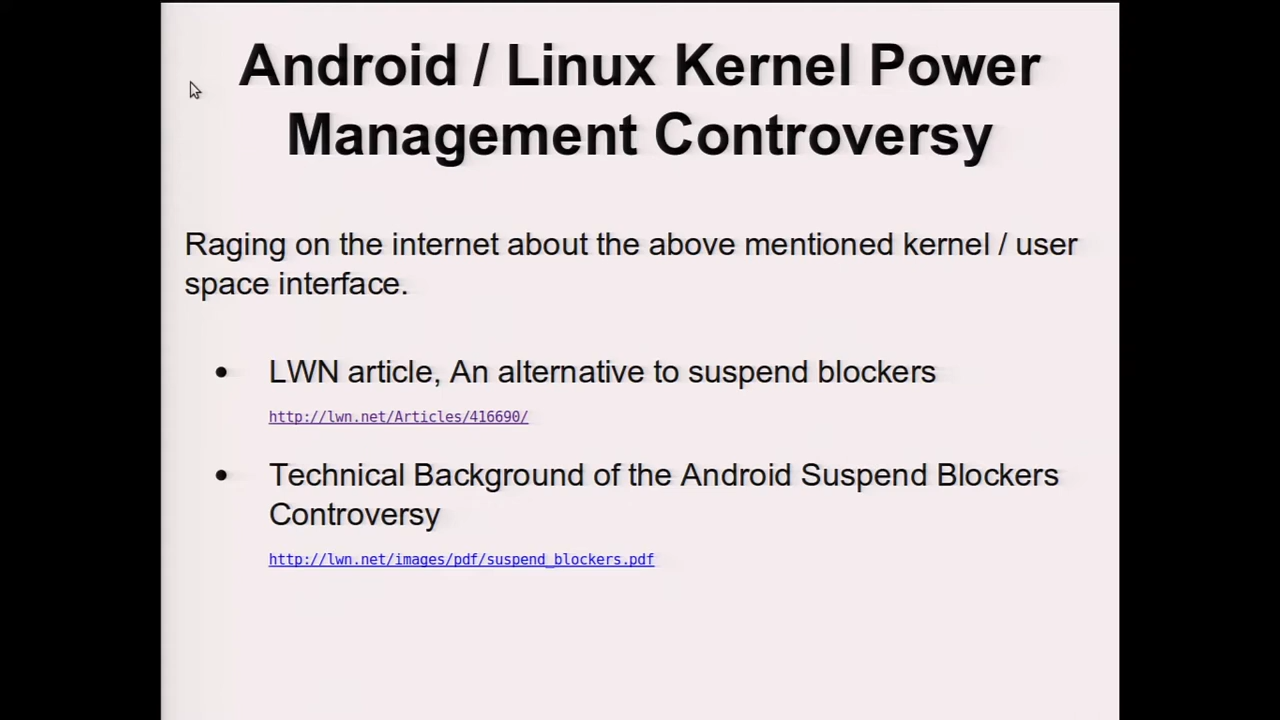 Android / Linux Kernel Power
Management Controversy
Raging on the internet about the above mentioned kernel / user
space interface.
• LWN article, An alternative to suspend blockers
http://lwn.net/Articles/416690/
• Technical Background of the Android Suspend Blockers
Controversy
http://lwn.net/images/pdf/suspend_blockers.pdf